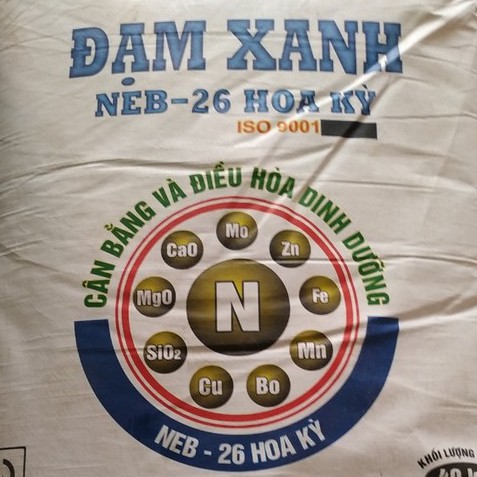 ĐẠM XANH
NEB-26 HOA KỲ
ISO 9001
CÂN BẰNG VÀ ĐIỀU HÒA DINH DƯỠNG
Mo
CaO
Zn
MgO
N
Fe
SiO2
Mn
Cu
Bo
NEB - 26 HOA KỲ
KHỐI LƯỢNG